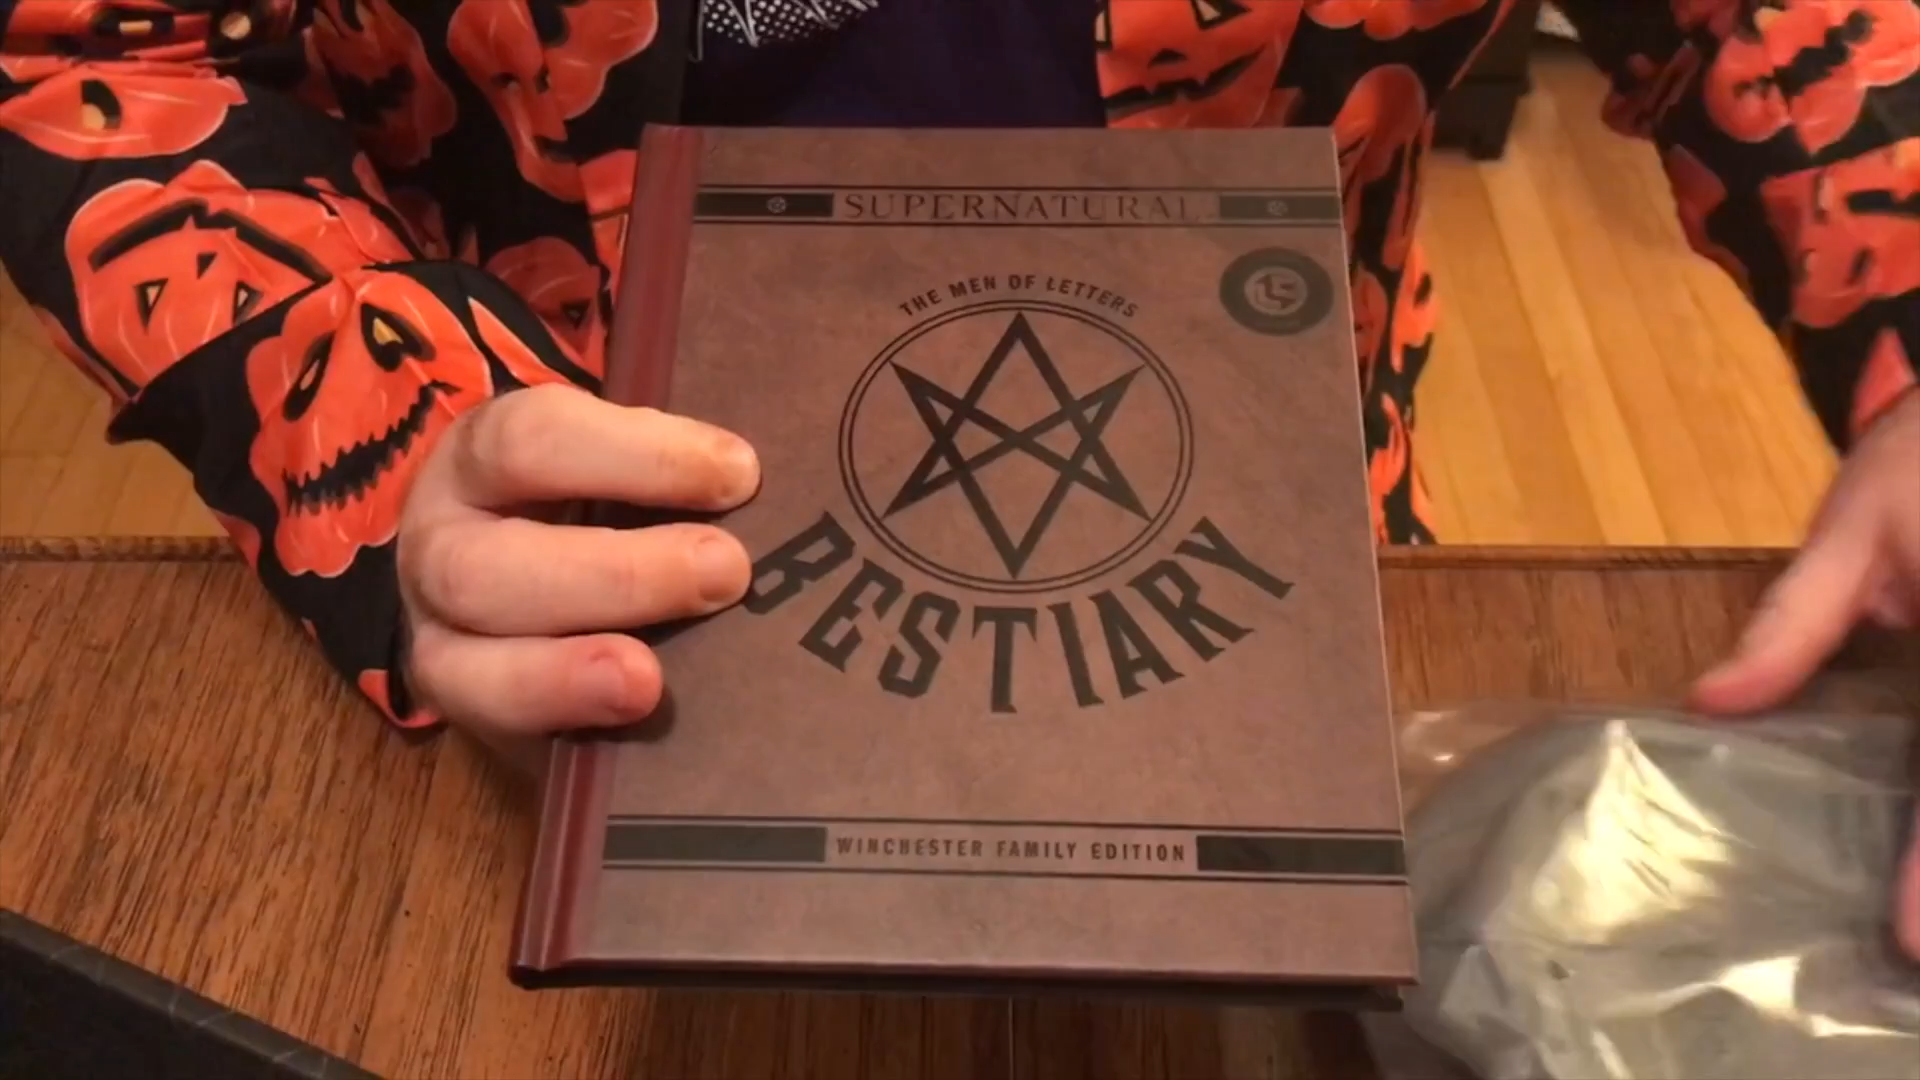 SUPERNATURAL
THE MEN OF LETTERS
BESTIARY
WINCHESTER FAMILY EDITION